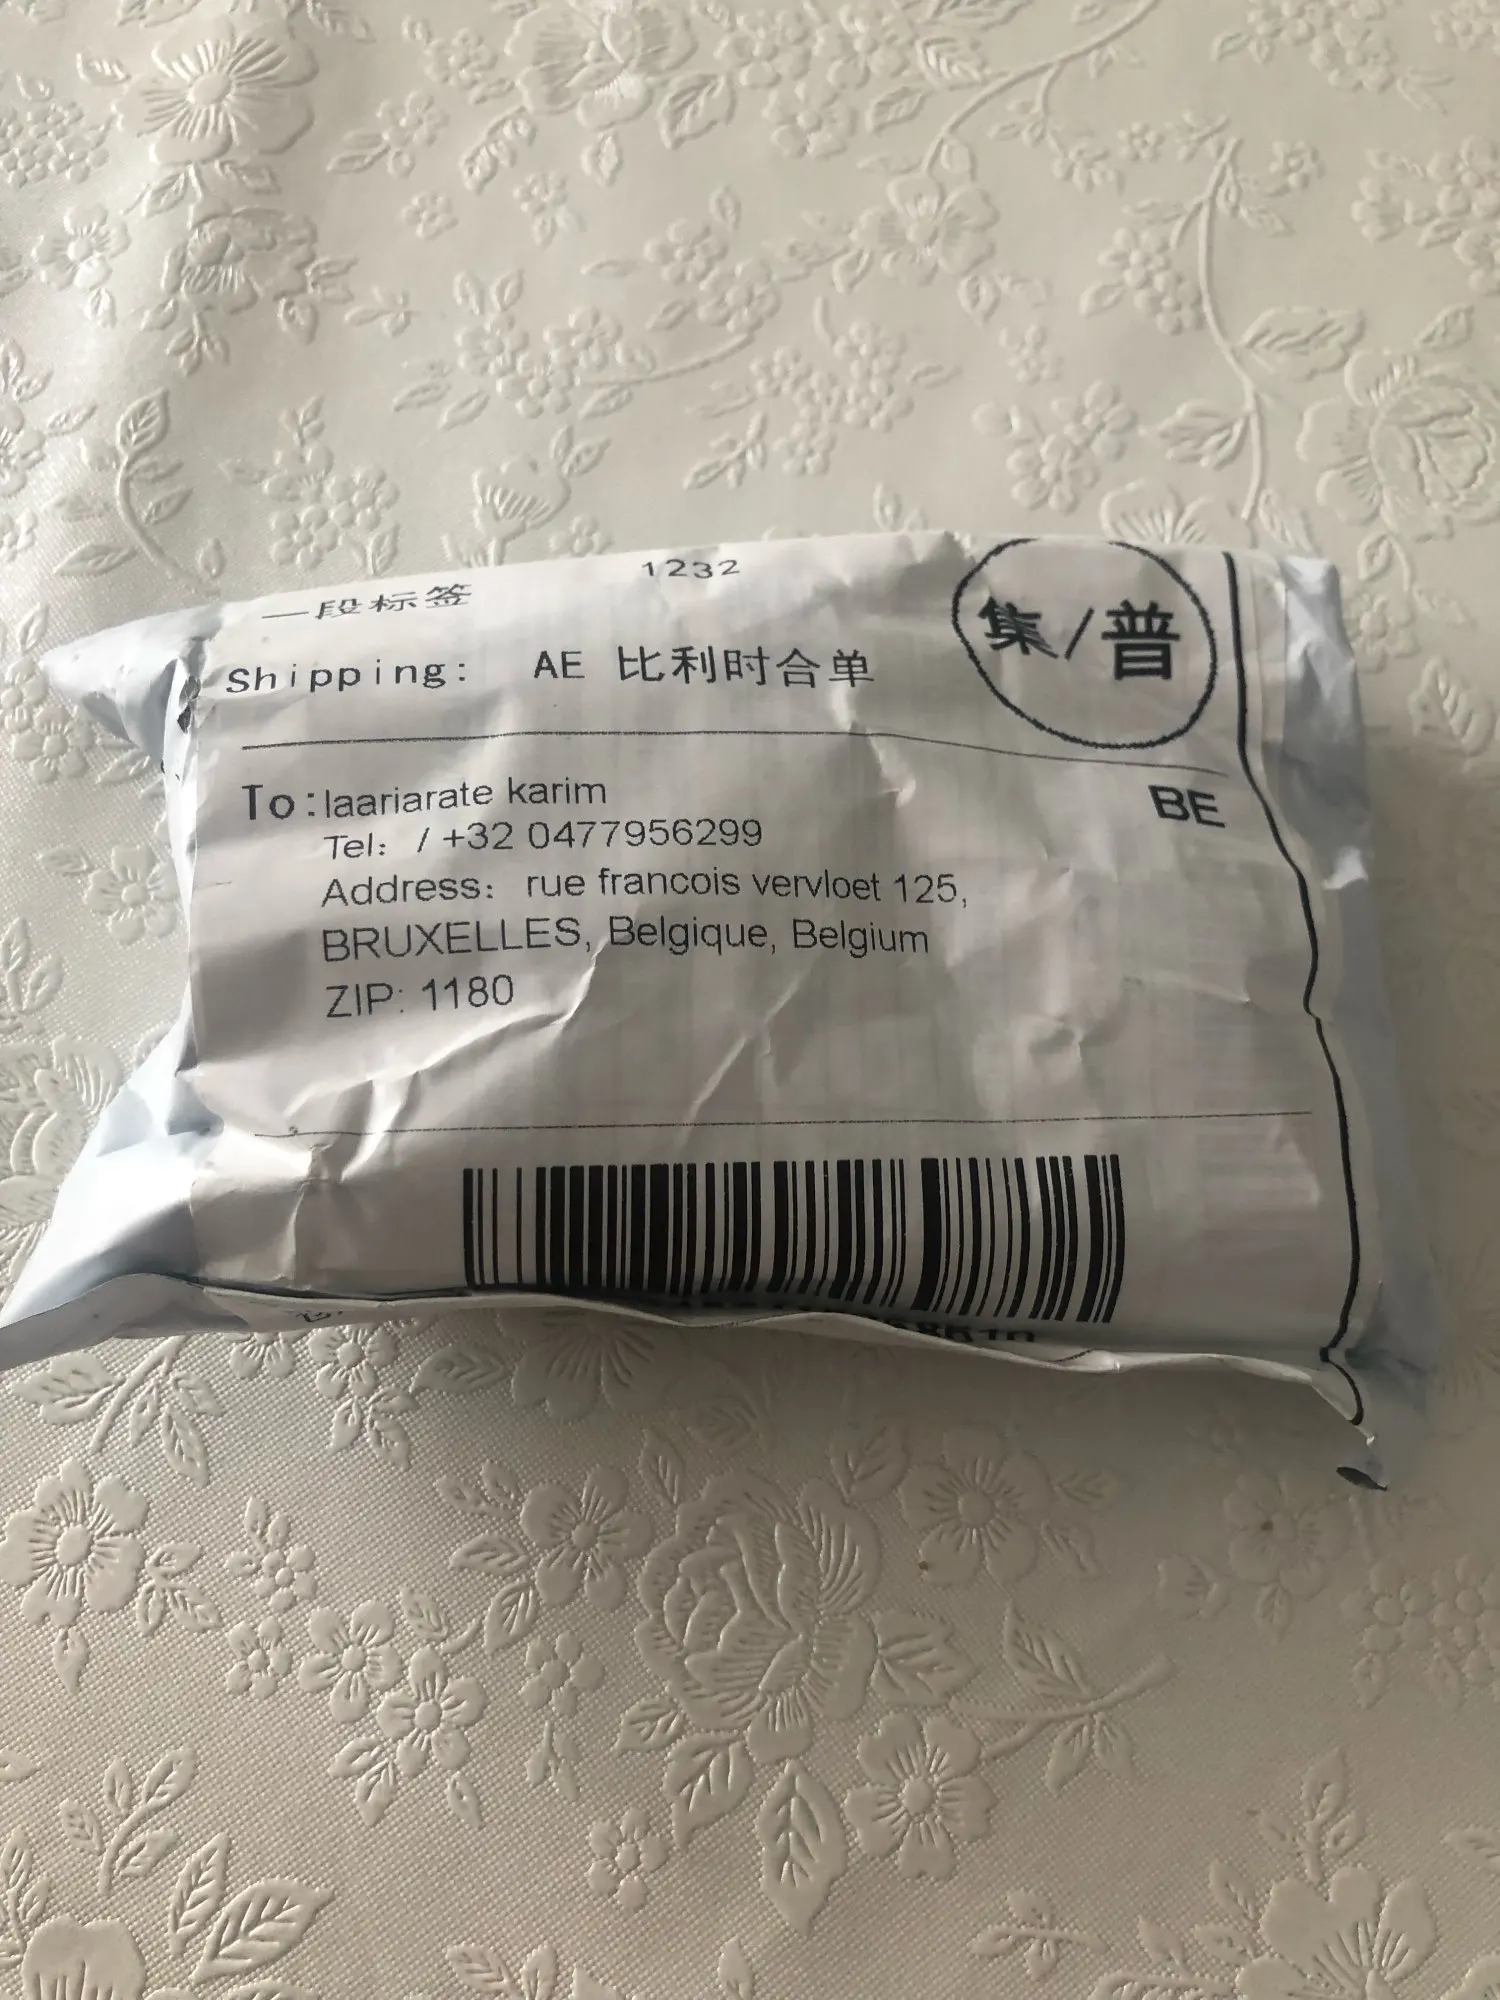 一段标签 1232
Shipping: AE 比利时合单
集/普
BE
To:laariarate karim
Tel: / +32 0477956299
Address: rue francois vervloet 125,
BRUXELLES, Belgique, Belgium
ZIP: 1180